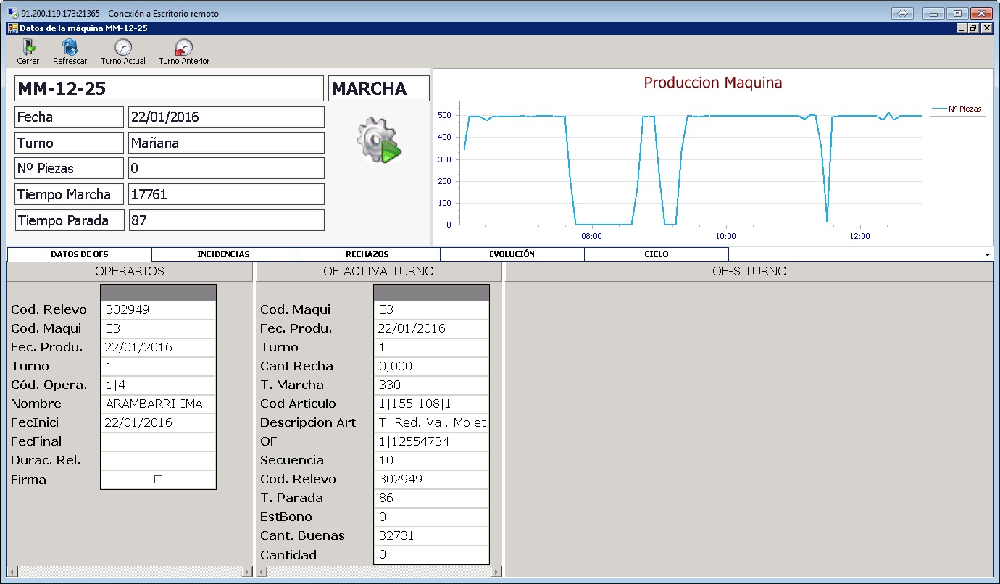 91.200.119.173:21365 - Conexión a Escritorio remoto
Datos de la máquina MM-12-25
Cerrar Refrescar Turno Actual Turno Anterior
MM-12-25 MARCHA
Fecha 22/01/2016
Turno Mañana
Nº Piezas 0
Tiempo Marcha 17761
Tiempo Parada 87
Produccion Maquina
Nº Piezas
500
400
300
200
100
0
08:00 10:00 12:00
DATOS DE OFS INCIDENCIAS RECHAZOS EVOLUCIÓN CICLO
OPERARIOS
Cod. Relevo 302949
Cod. Maqui E3
Fec. Produ. 22/01/2016
Turno 1
Cód. Opera. 1|4
Nombre ARAMBARRI IMA
FecInici 22/01/2016
FecFinal
Durac. Rel.
Firma
OF ACTIVA TURNO
Cod. Maqui E3
Fec. Produ. 22/01/2016
Turno 1
Cant Recha 0,000
T. Marcha 330
Cod Articulo 1|155-108|1
Descripcion Art T. Red. Val. Molet
OF 1|12554734
Secuencia 10
Cod. Relevo 302949
T. Parada 86
EstBono 0
Cant. Buenas 32731
Cantidad 0
OF-S TURNO